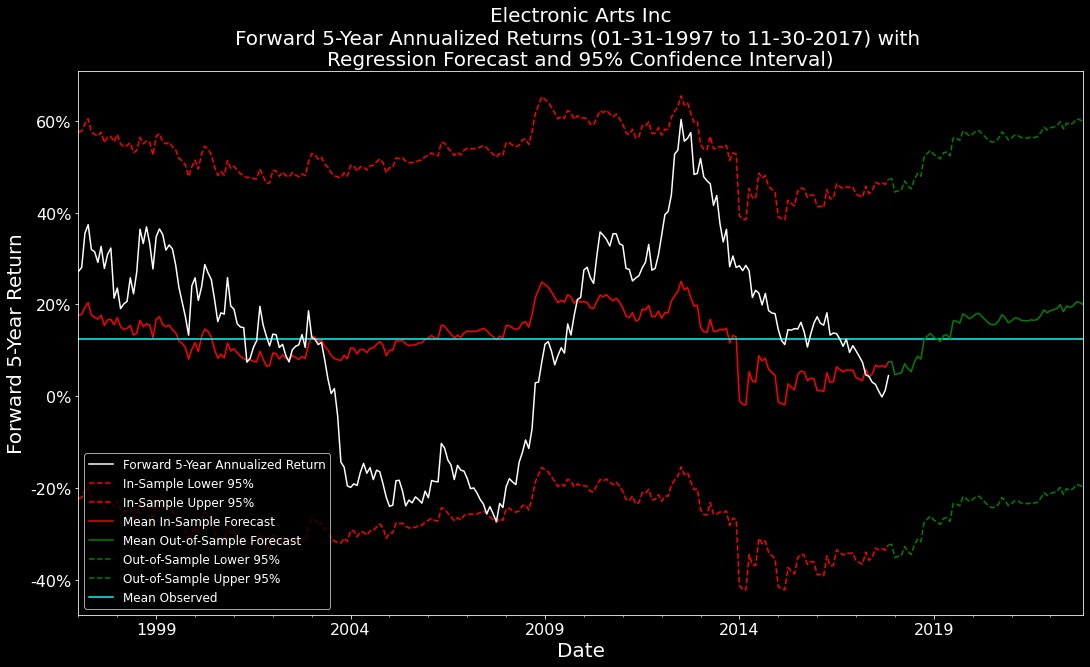 Electronic Arts Inc
Forward 5-Year Annualized Returns (01-31-1997 to 11-30-2017) with
Regression Forecast and 95% Confidence Interval)
Forward 5-Year Return
60%
40%
20%
0%
-20%
-40%
Forward 5-Year Annualized Return
In-Sample Lower 95%
In-Sample Upper 95%
Mean In-Sample Forecast
Mean Out-of-Sample Forecast
Out-of-Sample Lower 95%
Out-of-Sample Upper 95%
Mean Observed
1999 2004 2009 2014 2019
Date